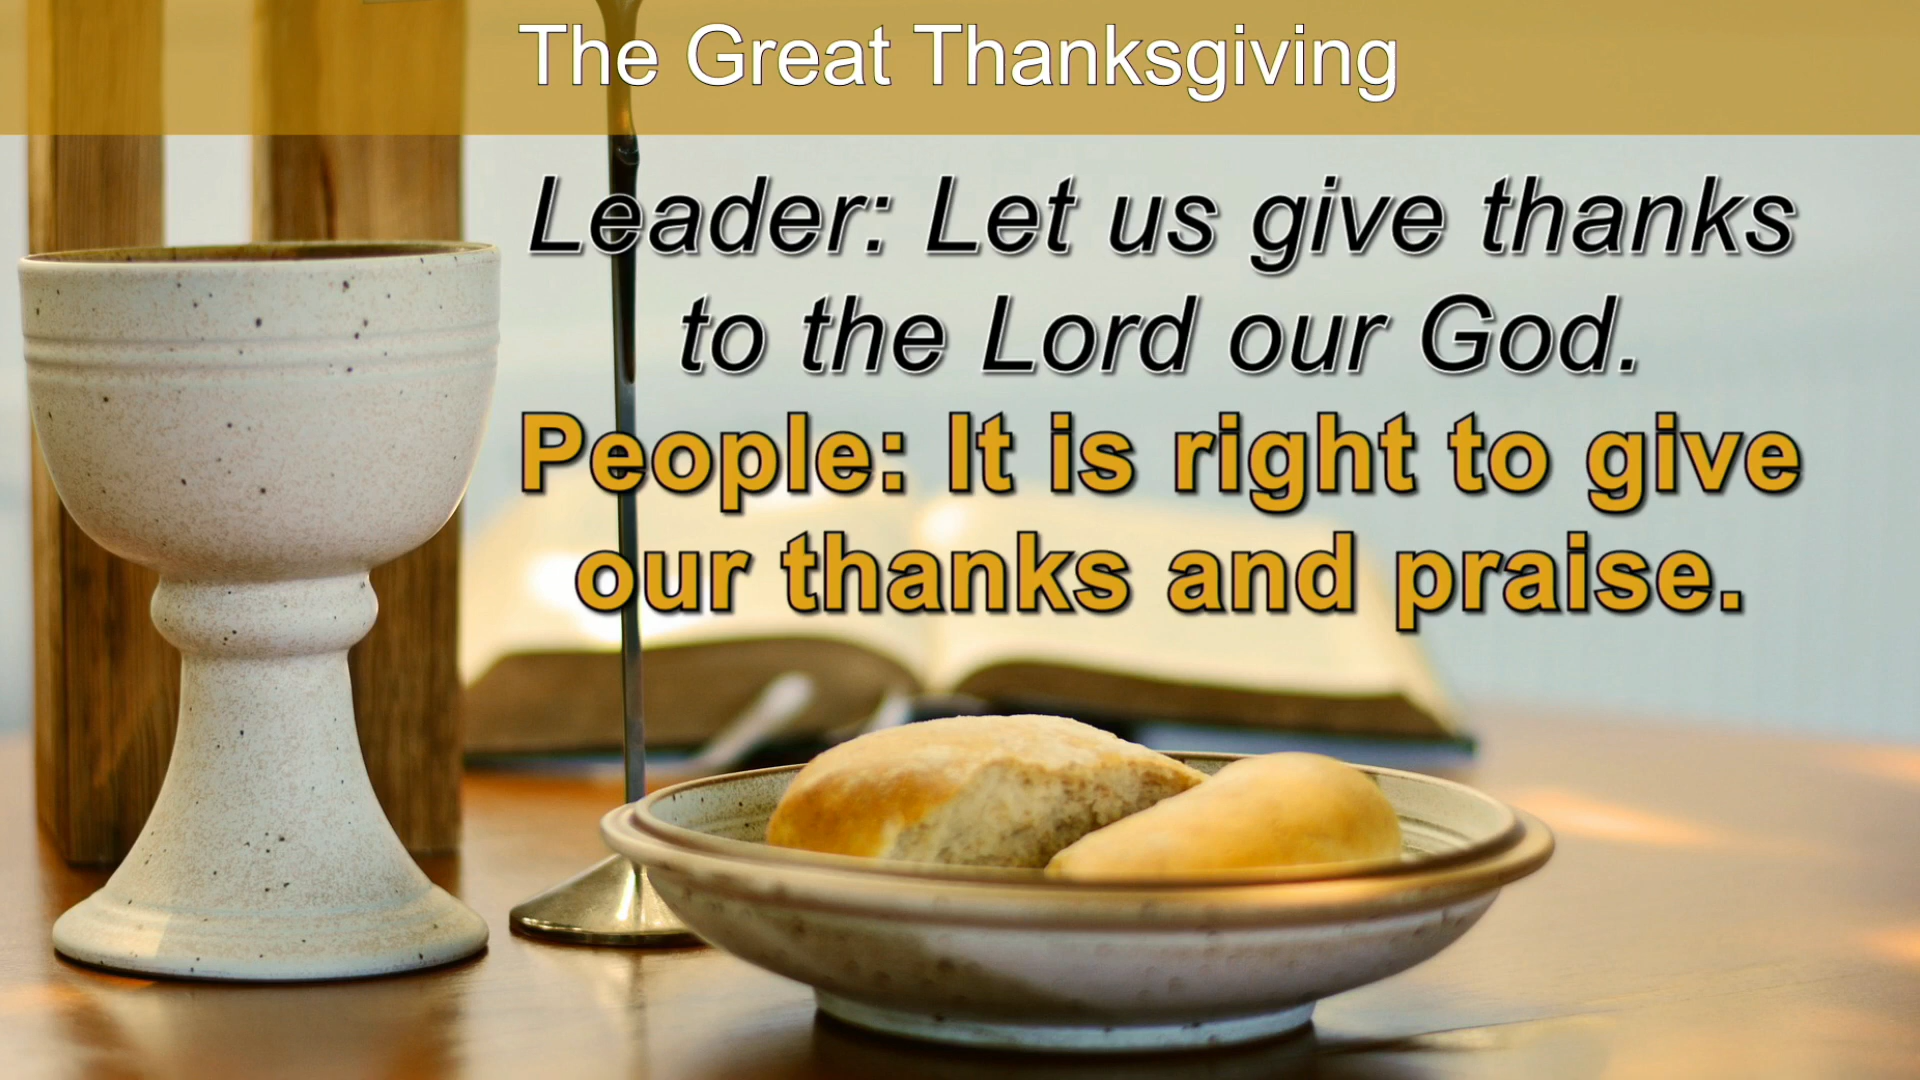 The Great Thanksgiving
Leader: Let us give thanks
to the Lord our God.
People: It is right to give
our thanks and praise.